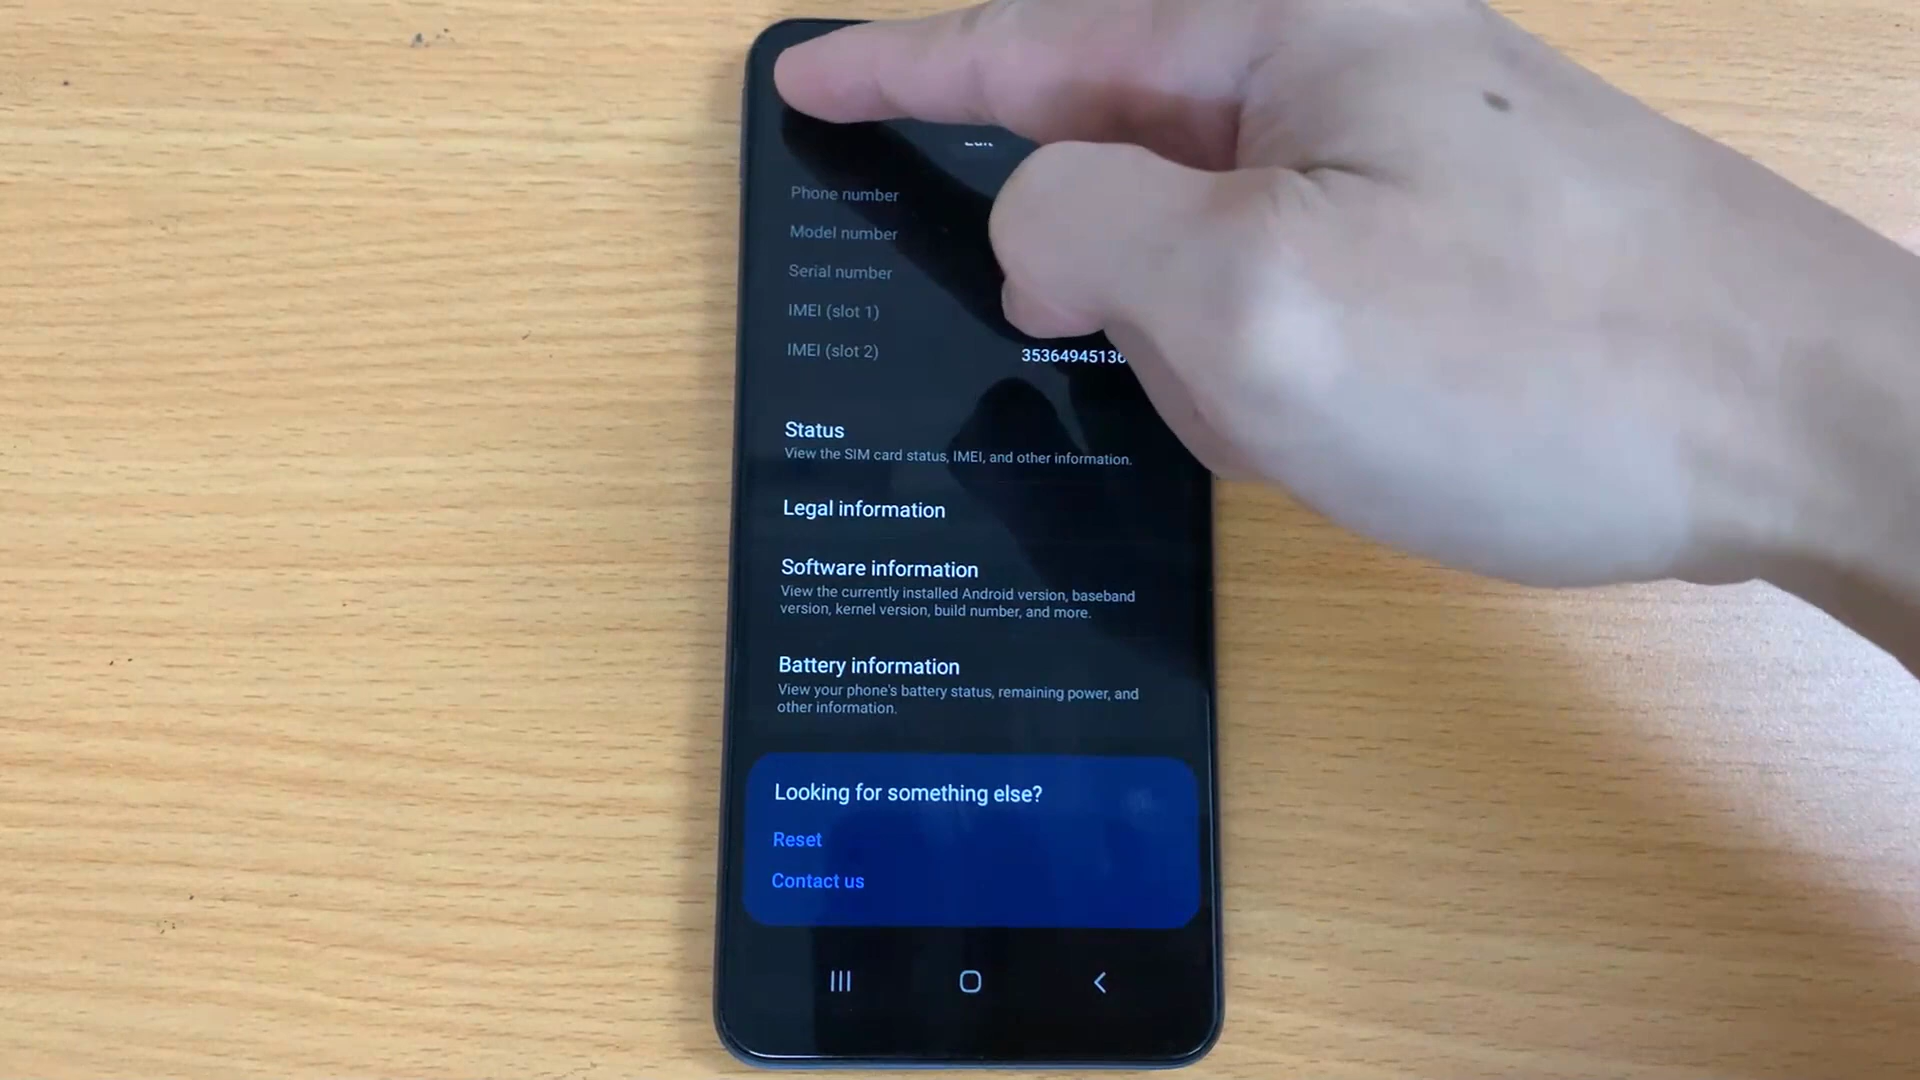 Edit
Phone number
Model number
Serial number
IMEI (slot 1)
IMEI (slot 2)
35364945136
Status
View the SIM card status, IMEI, and other information.
Legal information
Software information
View the currently installed Android version, baseband
version, kernel version, build number, and more.
Battery information
View your phone's battery status, remaining power, and
other information.
Looking for something else?
Reset
Contact us